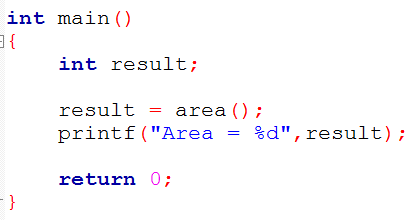 int main()
{
    int result;

    result = area();
    printf("Area = %d",result);

    return 0;
}